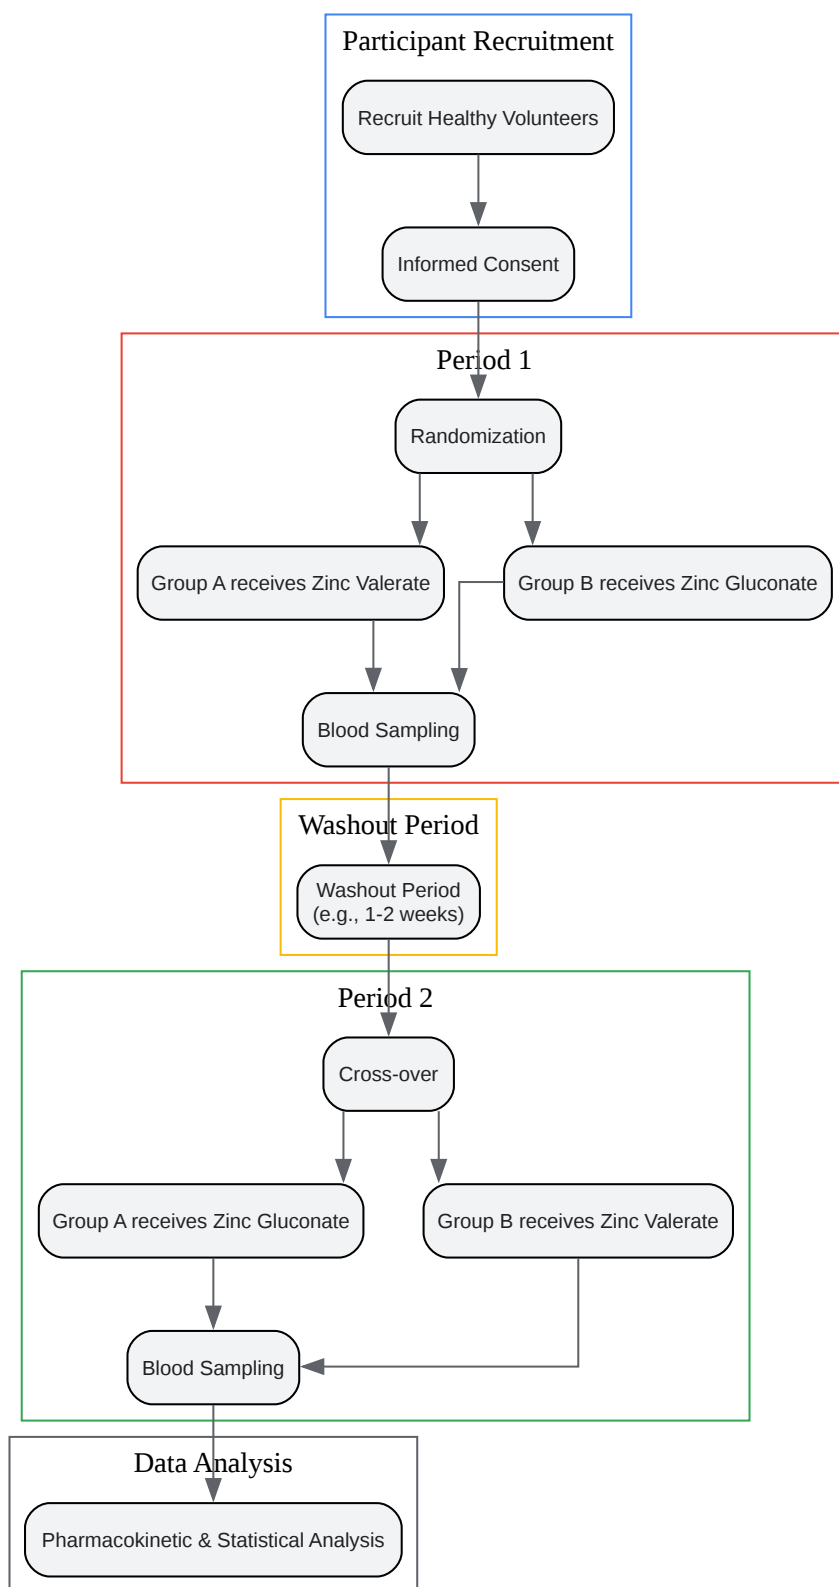 Participant Recruitment
Recruit Healthy Volunteers
Informed Consent
Period 1
Randomization
Group A receives Zinc Valerate
Group B receives Zinc Gluconate
Blood Sampling
Washout Period
Washout Period
(e.g., 1-2 weeks)
Period 2
Cross-over
Group A receives Zinc Gluconate
Group B receives Zinc Valerate
Blood Sampling
Data Analysis
Pharmacokinetic & Statistical Analysis